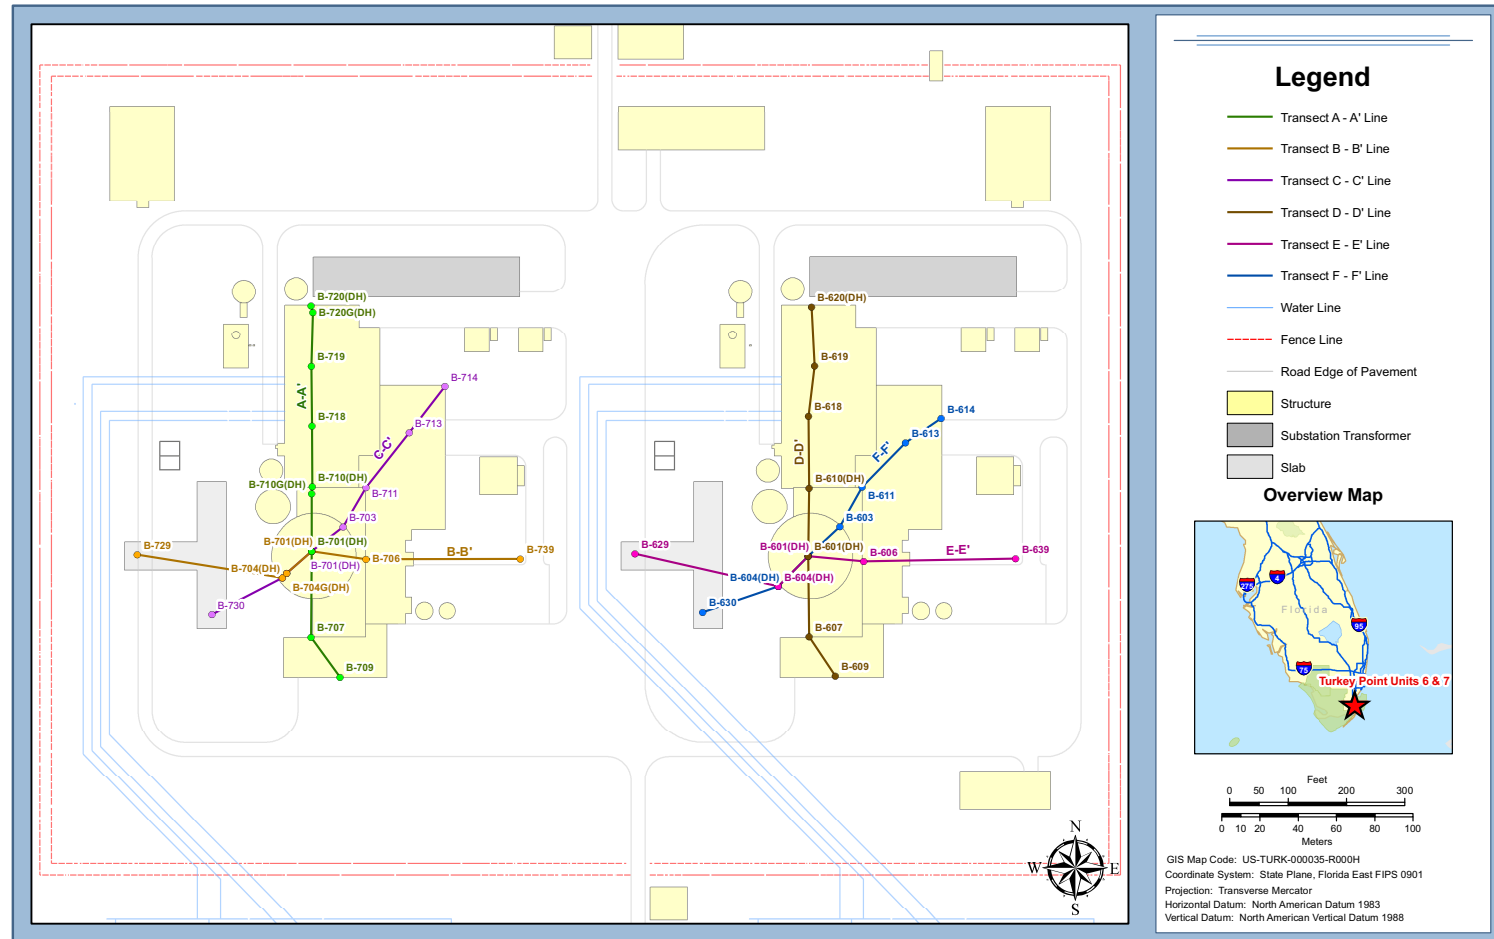 B-720(DH)
B-720G(DH)
B-719
A-A'
B-718
B-714
B-713
C-C'
B-710(DH)
B-710G(DH)
B-711
B-703
B-701(DH)
B-701(DH)
B-701(DH)
B-729
B-706
B-B'
B-739
B-704(DH)
B-704G(DH)
B-730
B-707
B-709
B-620(DH)
B-619
B-618
B-614
B-613
D-D'
F-F'
B-610(DH)
B-611
B-603
B-629
B-601(DH)
B-601(DH)
B-606
E-E'
B-639
B-604(DH)
B-604(DH)
B-630
B-607
B-609
N
W
E
S
Legend
Transect A - A' Line
Transect B - B' Line
Transect C - C' Line
Transect D - D' Line
Transect E - E' Line
Transect F - F' Line
Water Line
Fence Line
Road Edge of Pavement
Structure
Substation Transformer
Slab
Overview Map
275
4
Florida
95
75
Turkey Point Units 6 & 7
Feet
0 50 100 200 300
0 10 20 40 60 80 100
Meters
GIS Map Code: US-TURK-000035-R000H
Coordinate System: State Plane, Florida East FIPS 0901
Projection: Transverse Mercator
Horizontal Datum: North American Datum 1983
Vertical Datum: North American Vertical Datum 1988